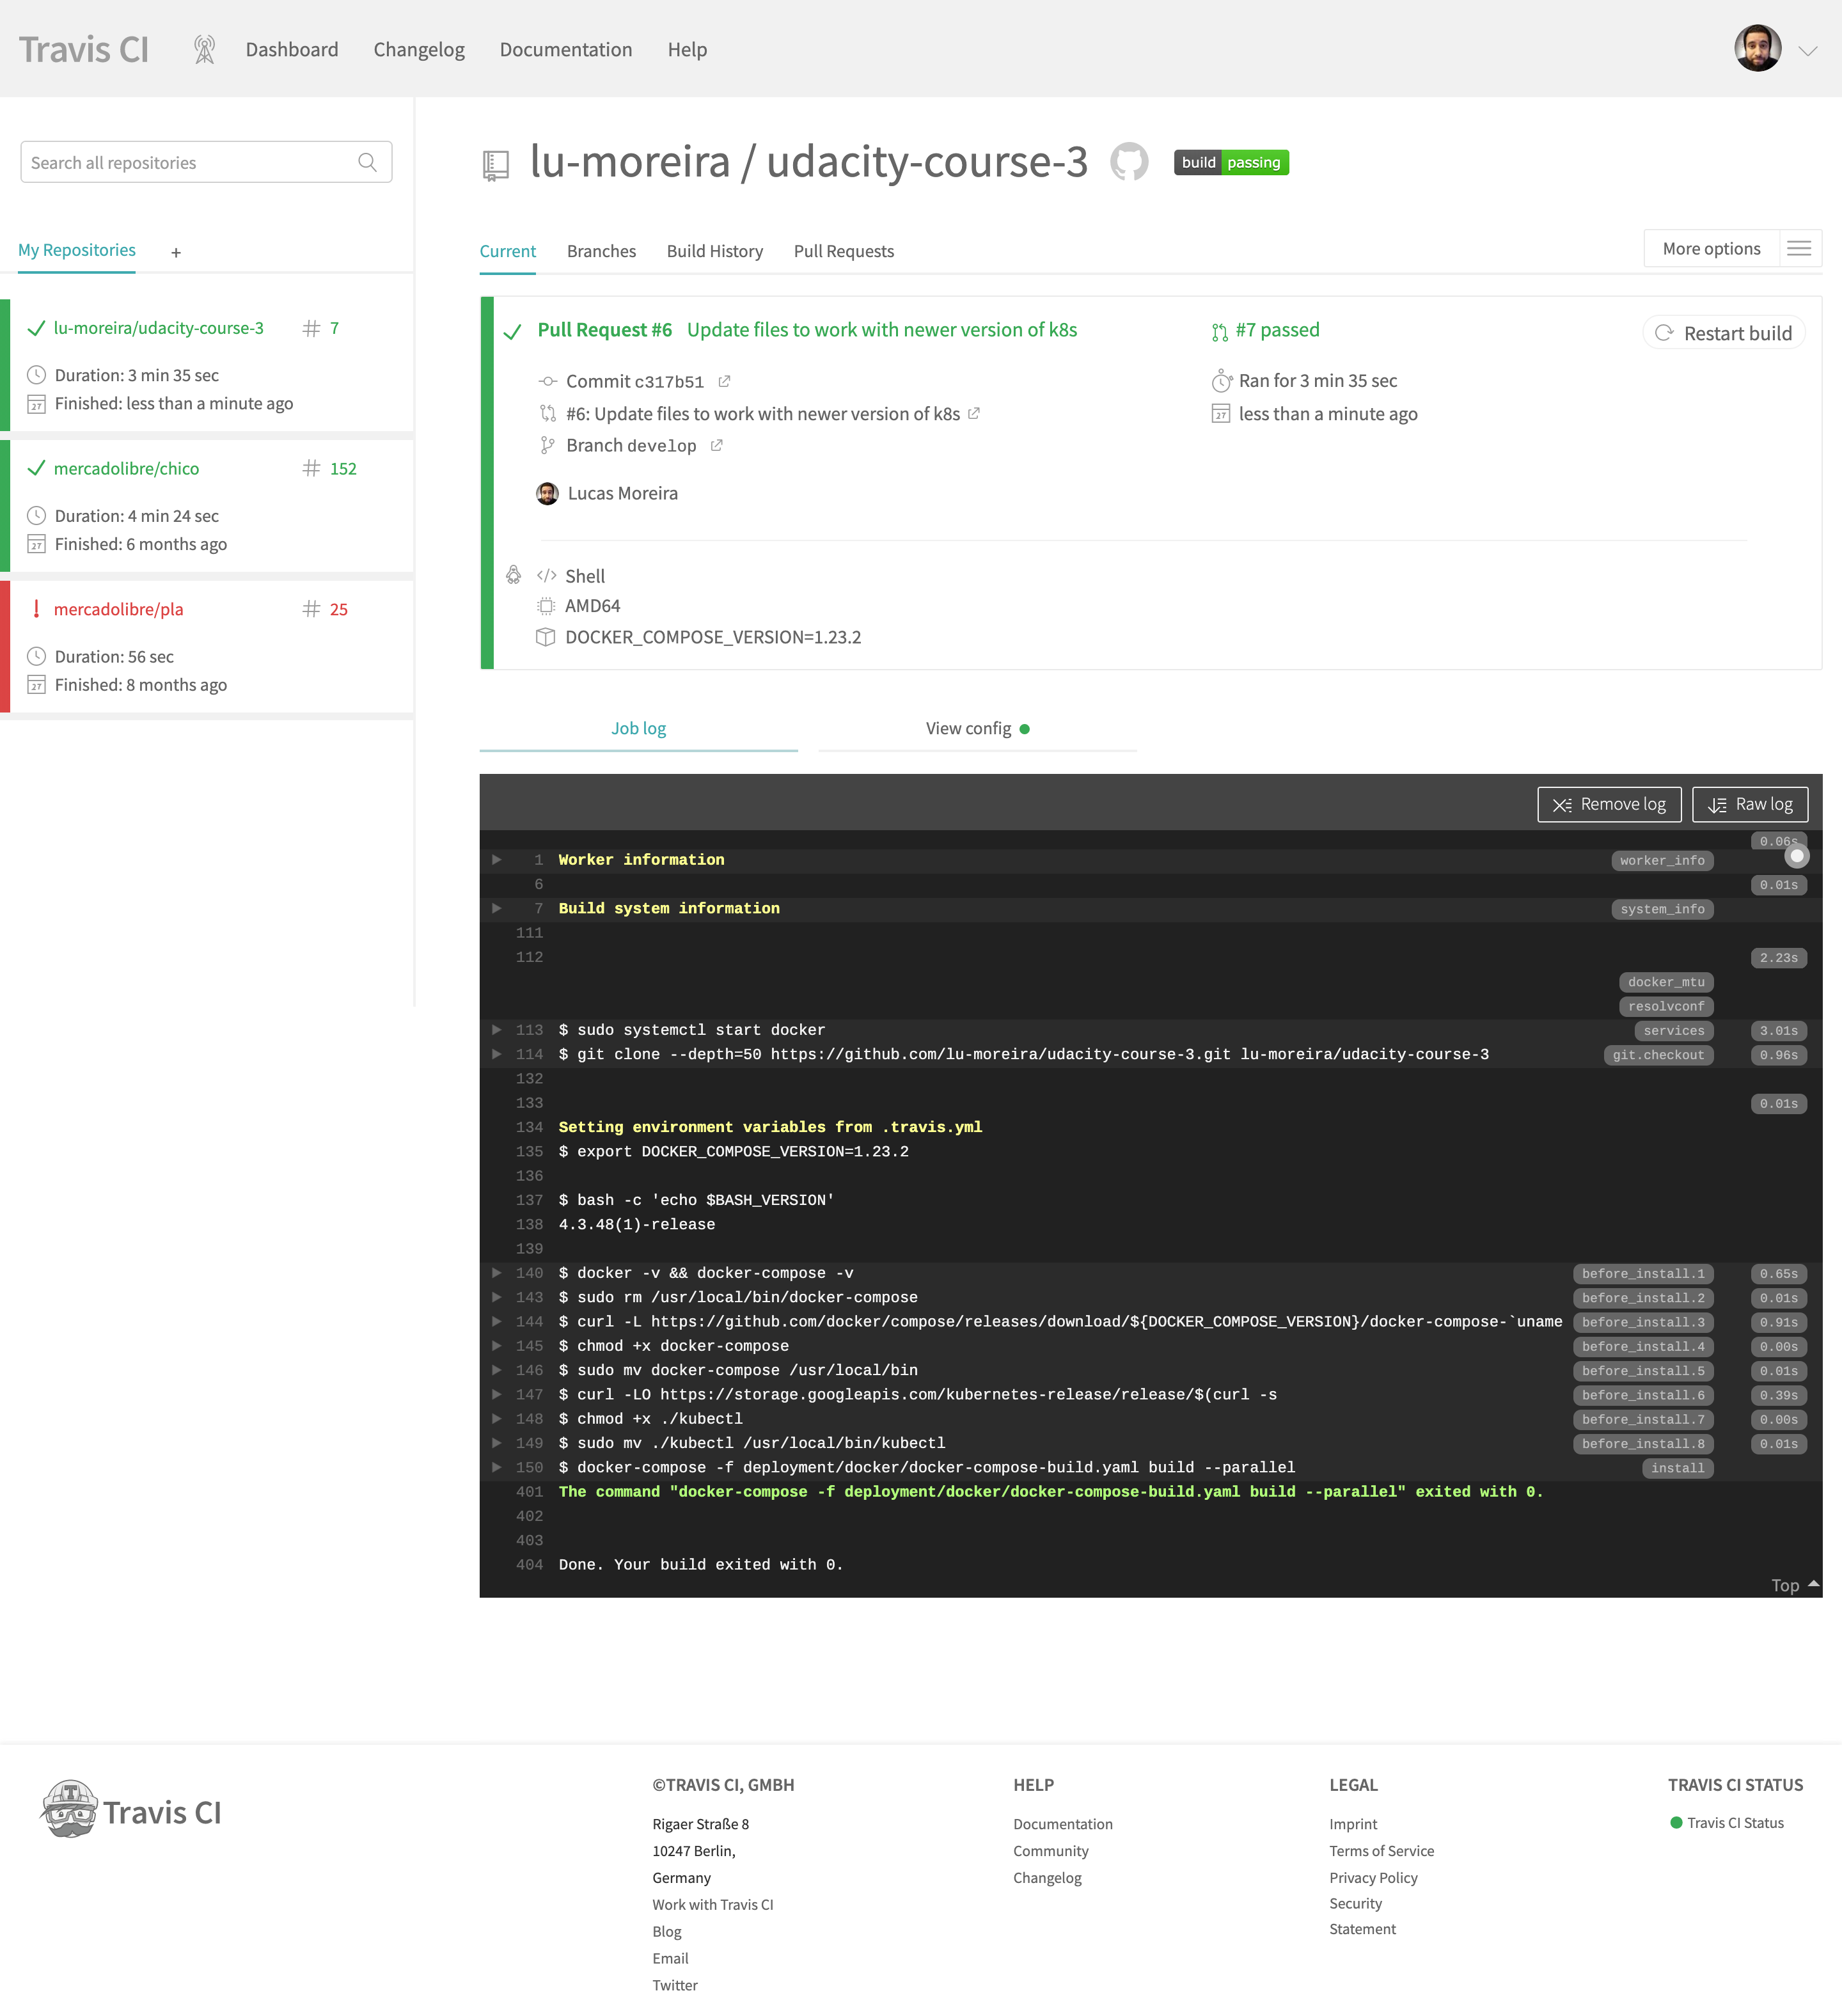 Travis CI Dashboard Changelog Documentation Help
Search all repositories
My Repositories +
lu-moreira/udacity-course-3 # 7
Duration: 3 min 35 sec
27 Finished: less than a minute ago
mercadolibre/chico # 152
Duration: 4 min 24 sec
27 Finished: 6 months ago
! mercadolibre/pla # 25
Duration: 56 sec
27 Finished: 8 months ago
lu-moreira / udacity-course-3 build passing
Current Branches Build History Pull Requests More options
Pull Request #6 Update files to work with newer version of k8s #7 passed Restart build
Commit c317b51 Ran for 3 min 35 sec
#6: Update files to work with newer version of k8s 27 less than a minute ago
Branch develop
Lucas Moreira
</> Shell
AMD64
DOCKER_COMPOSE_VERSION=1.23.2
Job log View config
Remove log Raw log
0.06s
1 Worker information worker_info
6 0.01s
7 Build system information system_info
111
112 2.23s
docker_mtu
resolvconf
113 $ sudo systemctl start docker services 3.01s
114 $ git clone --depth=50 https://github.com/lu-moreira/udacity-course-3.git lu-moreira/udacity-course-3 git.checkout 0.96s
132
133 0.01s
134 Setting environment variables from .travis.yml
135 $ export DOCKER_COMPOSE_VERSION=1.23.2
136
137 $ bash -c 'echo $BASH_VERSION'
138 4.3.48(1)-release
139
140 $ docker -v && docker-compose -v before_install.1 0.65s
143 $ sudo rm /usr/local/bin/docker-compose before_install.2 0.01s
144 $ curl -L https://github.com/docker/compose/releases/download/${DOCKER_COMPOSE_VERSION}/docker-compose-`uname before_install.3 0.91s
145 $ chmod +x docker-compose before_install.4 0.00s
146 $ sudo mv docker-compose /usr/local/bin before_install.5 0.01s
147 $ curl -LO https://storage.googleapis.com/kubernetes-release/release/$(curl -s before_install.6 0.39s
148 $ chmod +x ./kubectl before_install.7 0.00s
149 $ sudo mv ./kubectl /usr/local/bin/kubectl before_install.8 0.01s
150 $ docker-compose -f deployment/docker/docker-compose-build.yaml build --parallel install
401 The command "docker-compose -f deployment/docker/docker-compose-build.yaml build --parallel" exited with 0.
402
403
404 Done. Your build exited with 0.
Top
T Travis CI
©TRAVIS CI, GMBH
Rigaer Straße 8
10247 Berlin,
Germany
Work with Travis CI
Blog
Email
Twitter
HELP
Documentation
Community
Changelog
LEGAL
Imprint
Terms of Service
Privacy Policy
Security
Statement
TRAVIS CI STATUS
Travis CI Status